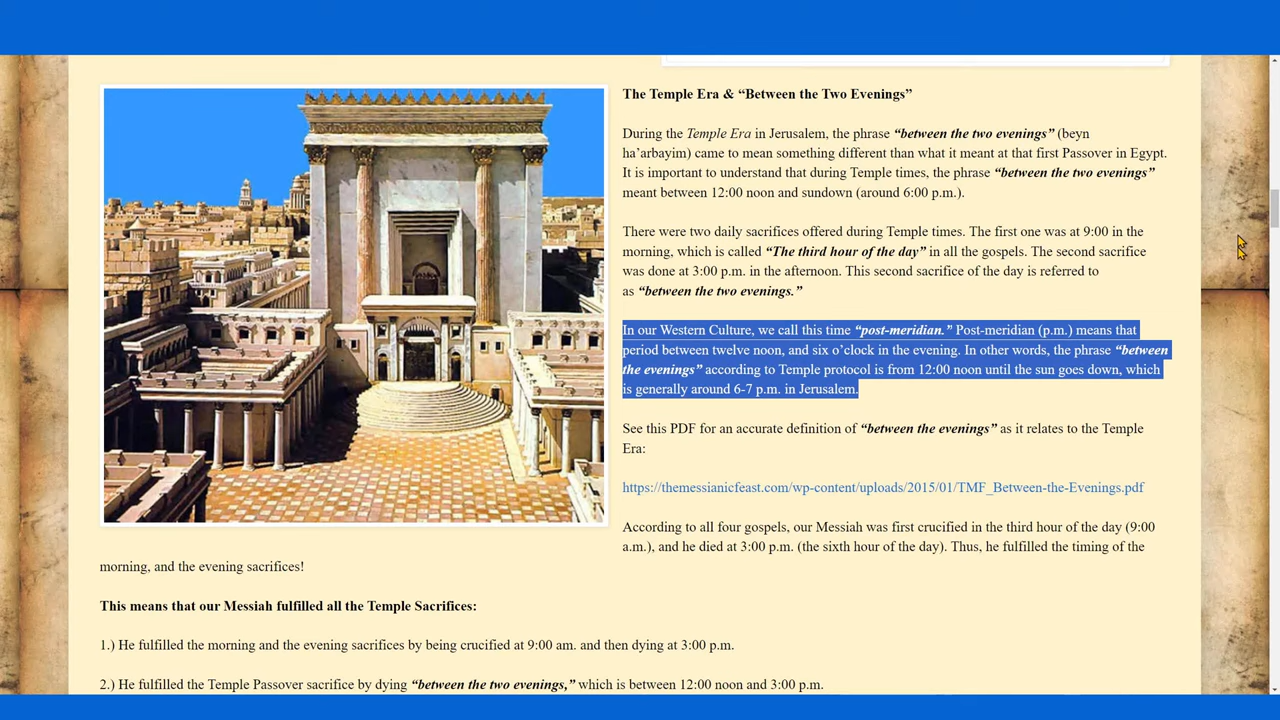 The Temple Era & “Between the Two Evenings”
During the Temple Era in Jerusalem, the phrase “between the two evenings” (beyn
ha’arbayim) came to mean something different than what it meant at that first Passover in Egypt.
It is important to understand that during Temple times, the phrase “between the two evenings”
meant between 12:00 noon and sundown (around 6:00 p.m.).
There were two daily sacrifices offered during Temple times. The first one was at 9:00 in the
morning, which is called “The third hour of the day” in all the gospels. The second sacrifice
was done at 3:00 p.m. in the afternoon. This second sacrifice of the day is referred to
as “between the two evenings.”
In our Western Culture, we call this time “post-meridian.” Post-meridian (p.m.) means that
period between twelve noon, and six o’clock in the evening. In other words, the phrase “between
the evenings” according to Temple protocol is from 12:00 noon until the sun goes down, which
is generally around 6-7 p.m. in Jerusalem.
See this PDF for an accurate definition of “between the evenings” as it relates to the Temple
Era:
https://themessianicfeast.com/wp-content/uploads/2015/01/TMF_Between-the-Evenings.pdf
According to all four gospels, our Messiah was first crucified in the third hour of the day (9:00
a.m.), and he died at 3:00 p.m. (the sixth hour of the day). Thus, he fulfilled the timing of the
morning, and the evening sacrifices!
This means that our Messiah fulfilled all the Temple Sacrifices:
1.) He fulfilled the morning and the evening sacrifices by being crucified at 9:00 am. and then dying at 3:00 p.m.
2.) He fulfilled the Temple Passover sacrifice by dying “between the two evenings,” which is between 12:00 noon and 3:00 p.m.